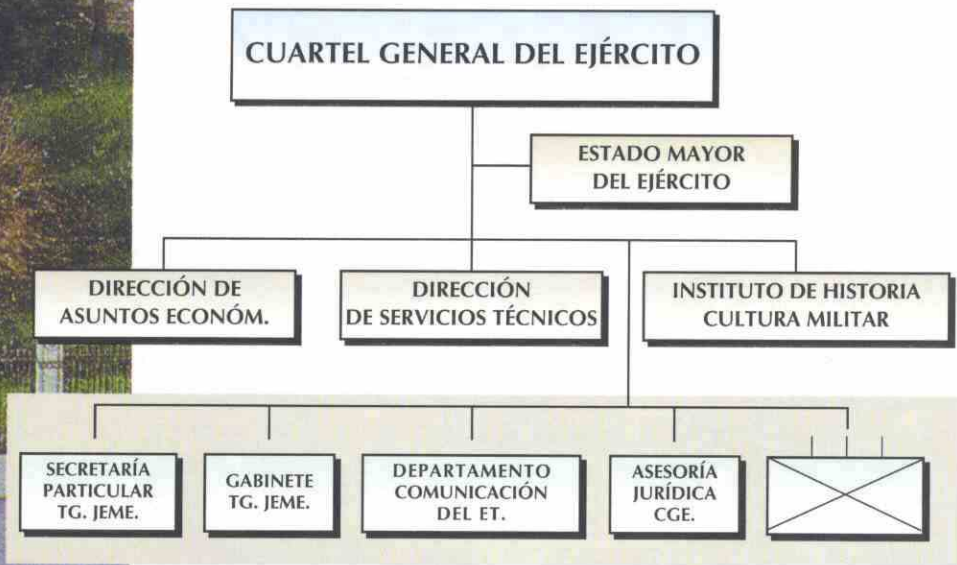 CUARTEL GENERAL DEL EJÉRCITO
ESTADO MAYOR
DEL EJÉRCITO
DIRECCIÓN DE
ASUNTOS ECONÓM.
DIRECCIÓN
DE SERVICIOS TÉCNICOS
INSTITUTO DE HISTORIA
CULTURA MILITAR
SECRETARÍA
PARTICULAR
TG. JEME.
GABINETE
TG. JEME.
DEPARTAMENTO
COMUNICACIÓN
DEL ET.
ASESORÍA
JURÍDICA
CGE.